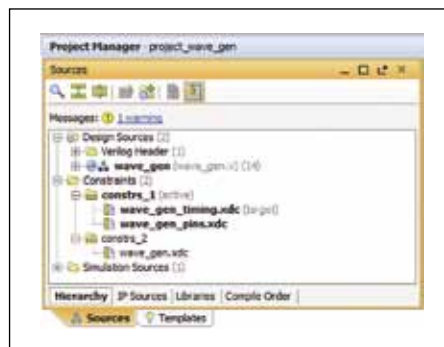 Project Manager - project_wave_gen
Sources
Messages: 1 warning
Design Sources (2)
Verilog Header (1)
wave_gen (wave_gen.v) (14)
Constraints (2)
constrs_1 (active)
wave_gen_timing.xdc (target)
wave_gen_pins.xdc
constrs_2
wave_gen.xdc
Simulation Sources (1)
Hierarchy IP Sources Libraries Compile Order
Sources Templates